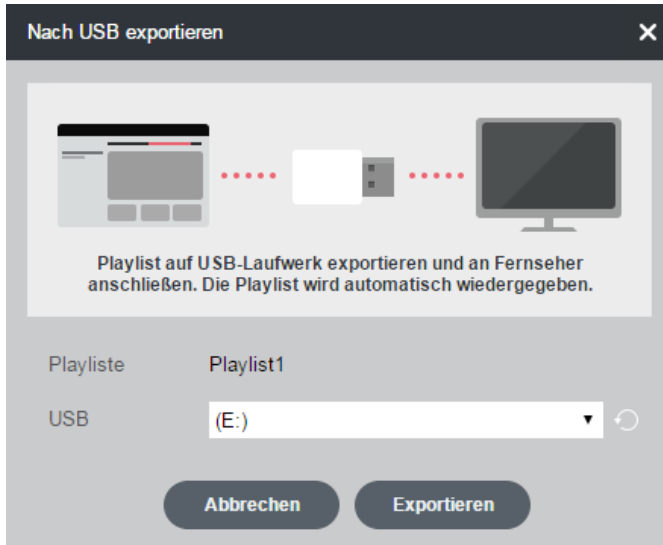 Nach USB exportieren
Playlist auf USB-Laufwerk exportieren und an Fernseher
anschließen. Die Playlist wird automatisch wiedergegeben.
Playliste Playlist1
USB (E:)
Abbrechen Exportieren